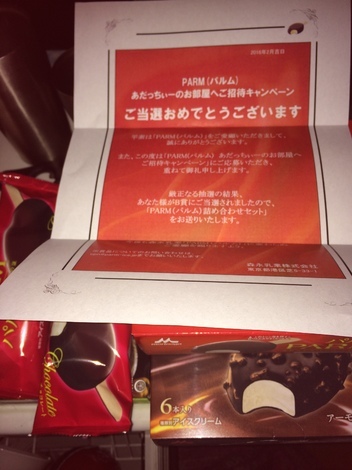 PARM(パルム)
あだっちぃーのお部屋へご招待キャンペーン
ご当選おめでとうございます
平素は「PARM(パルム)」をご愛顧いただきまして、
誠にありがとうございます。
また、この度は「PARM(パルム) あだっちぃーのお部屋へ
ご招待キャンペーン」にご応募いただき、
重ねて御礼申し上げます。
厳正なる抽選の結果、
あなた様がB賞にご当選されましたので、
「PARM(パルム)詰め合わせセット」
をお送りいたします。
森永乳業株式会社
Chocolate
6本入り
アイスクリーム